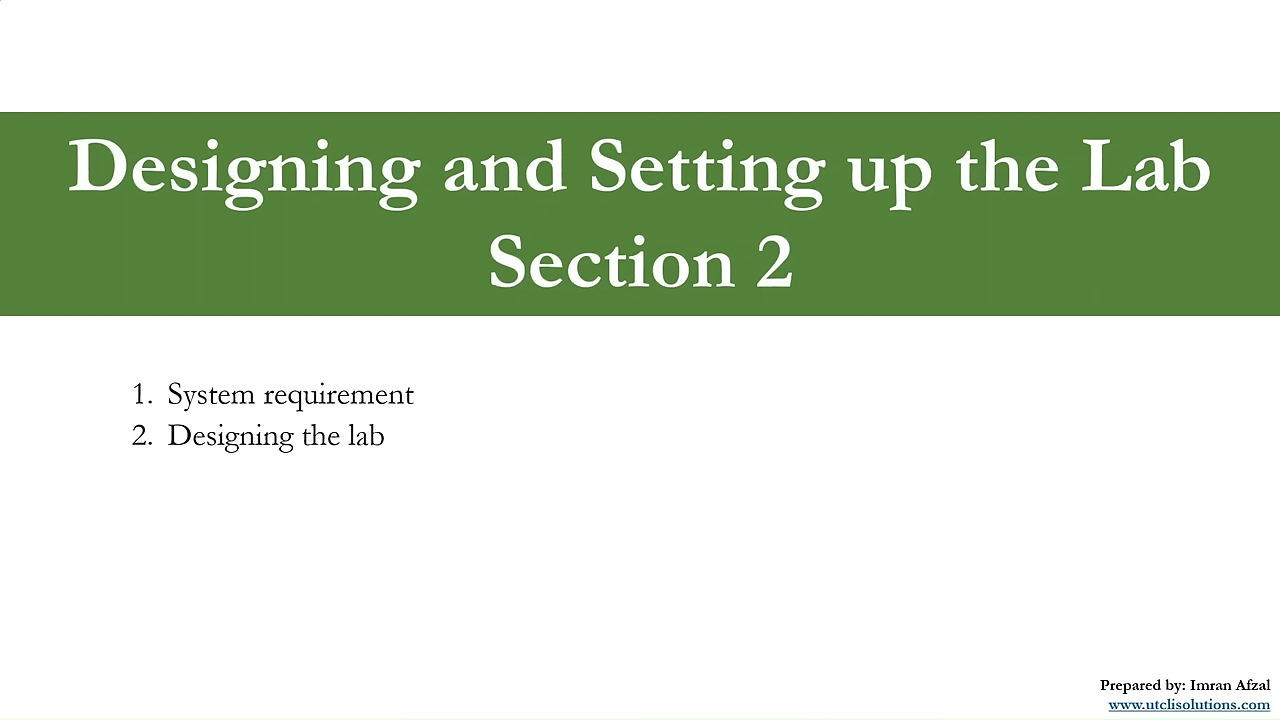 Designing and Setting up the Lab
Section 2
1. System requirement
2. Designing the lab
Prepared by: Imran Afzal
www.utclisolutions.com